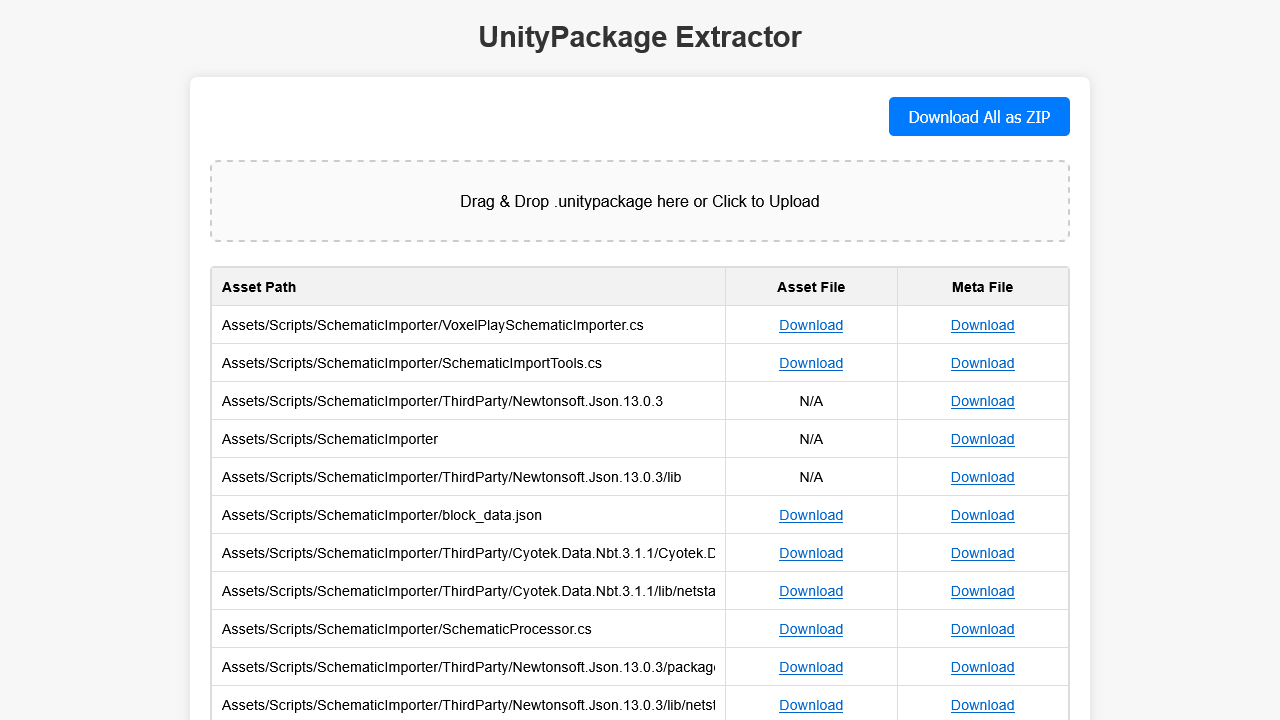 UnityPackage Extractor
Download All as ZIP
Drag & Drop .unitypackage here or Click to Upload
Asset Path Asset File Meta File
Assets/Scripts/SchematicImporter/VoxelPlaySchematicImporter.cs Download Download
Assets/Scripts/SchematicImporter/SchematicImportTools.cs Download Download
Assets/Scripts/SchematicImporter/ThirdParty/Newtonsoft.Json.13.0.3 N/A Download
Assets/Scripts/SchematicImporter N/A Download
Assets/Scripts/SchematicImporter/ThirdParty/Newtonsoft.Json.13.0.3/lib N/A Download
Assets/Scripts/SchematicImporter/block_data.json Download Download
Assets/Scripts/SchematicImporter/ThirdParty/Cyotek.Data.Nbt.3.1.1/Cyotek.D Download Download
Assets/Scripts/SchematicImporter/ThirdParty/Cyotek.Data.Nbt.3.1.1/lib/netsta Download Download
Assets/Scripts/SchematicImporter/SchematicProcessor.cs Download Download
Assets/Scripts/SchematicImporter/ThirdParty/Newtonsoft.Json.13.0.3/package Download Download
Assets/Scripts/SchematicImporter/ThirdParty/Newtonsoft.Json.13.0.3/lib/netst Download Download